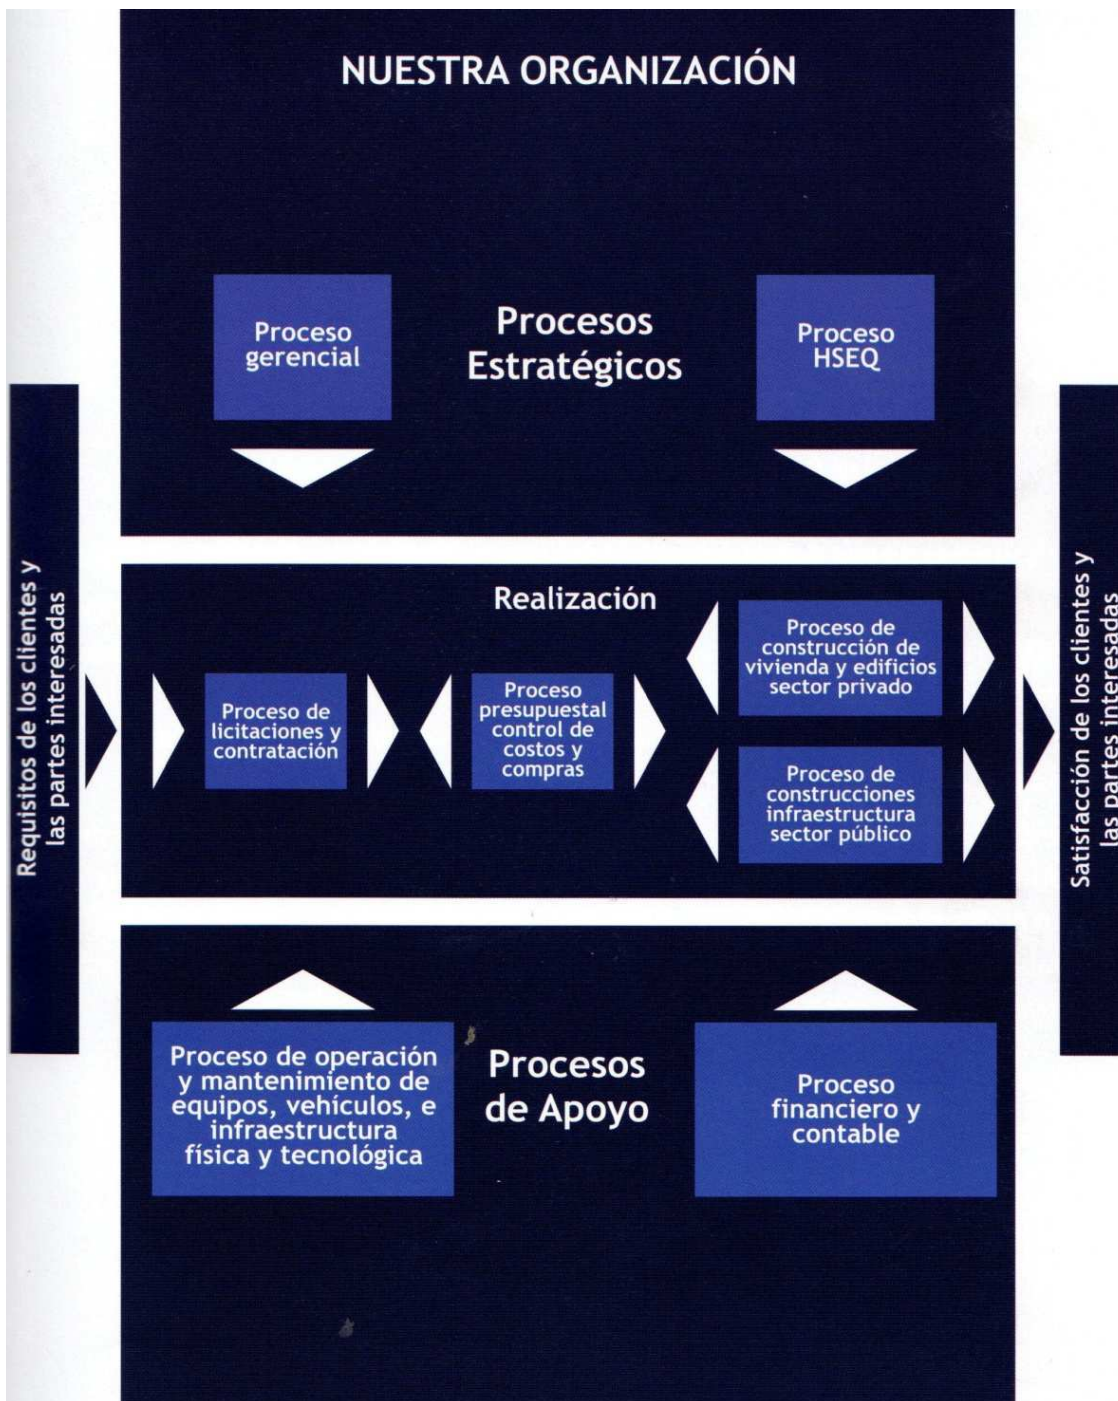 NUESTRA ORGANIZACIÓN
Proceso
gerencial
Procesos
Estratégicos
Proceso
HSEQ
Requisitos de los clientes y
las partes interesadas
Realización
Proceso de
licitaciones y
contratación
Proceso
presupuestal
control de
costos y
compras
Proceso de
construcción de
vivienda y edificios
sector privado
Proceso de
construcciones
infraestructura
sector público
Satisfacción de los clientes y
las partes interesadas
Proceso de operación
y mantenimiento de
equipos, vehículos, e
infraestructura
física y tecnológica
Procesos
de Apoyo
Proceso
financiero y
contable